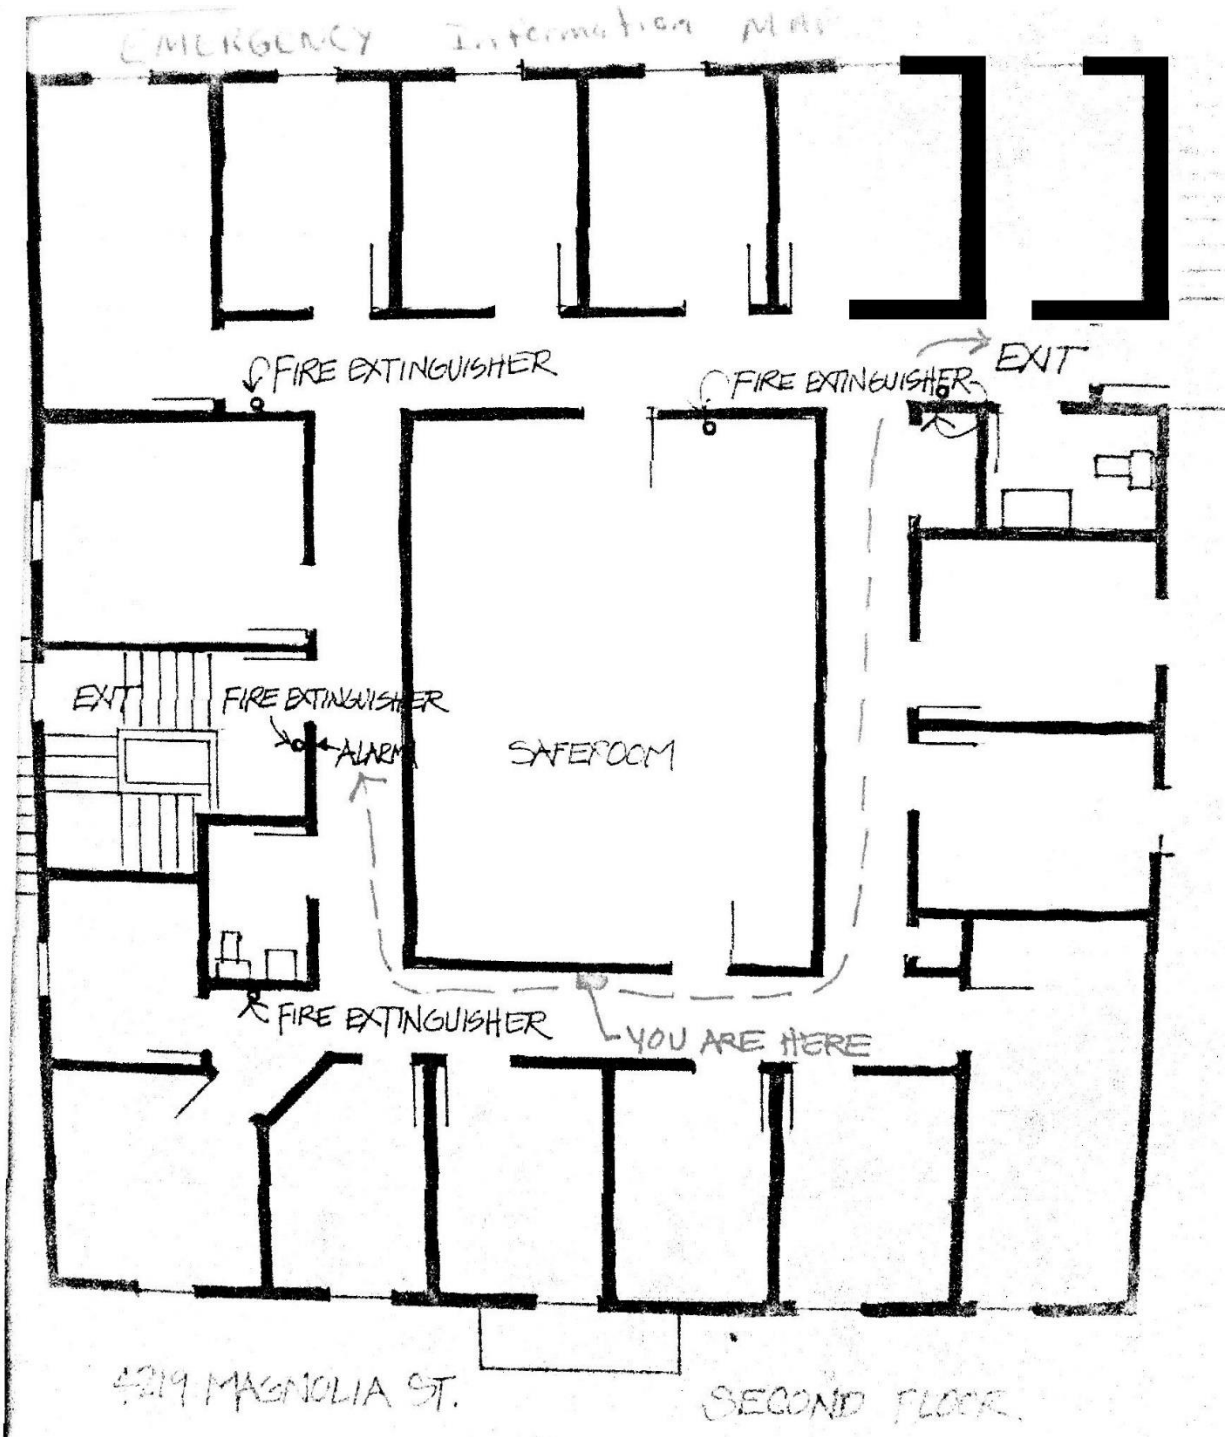 EMERGENCY Information MAP
FIRE EXTINGUISHER
FIRE EXTINGUISHER
EXIT
EXIT
FIRE EXTINGUISHER
ALARM
SAFEROOM
FIRE EXTINGUISHER
YOU ARE HERE
4219 MAGNOLIA ST.
SECOND FLOOR